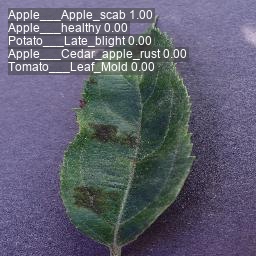 Apple___Apple_scab 1.00
Apple___healthy 0.00
Potato___Late_blight 0.00
Apple___Cedar_apple_rust 0.00
Tomato___Leaf_Mold 0.00